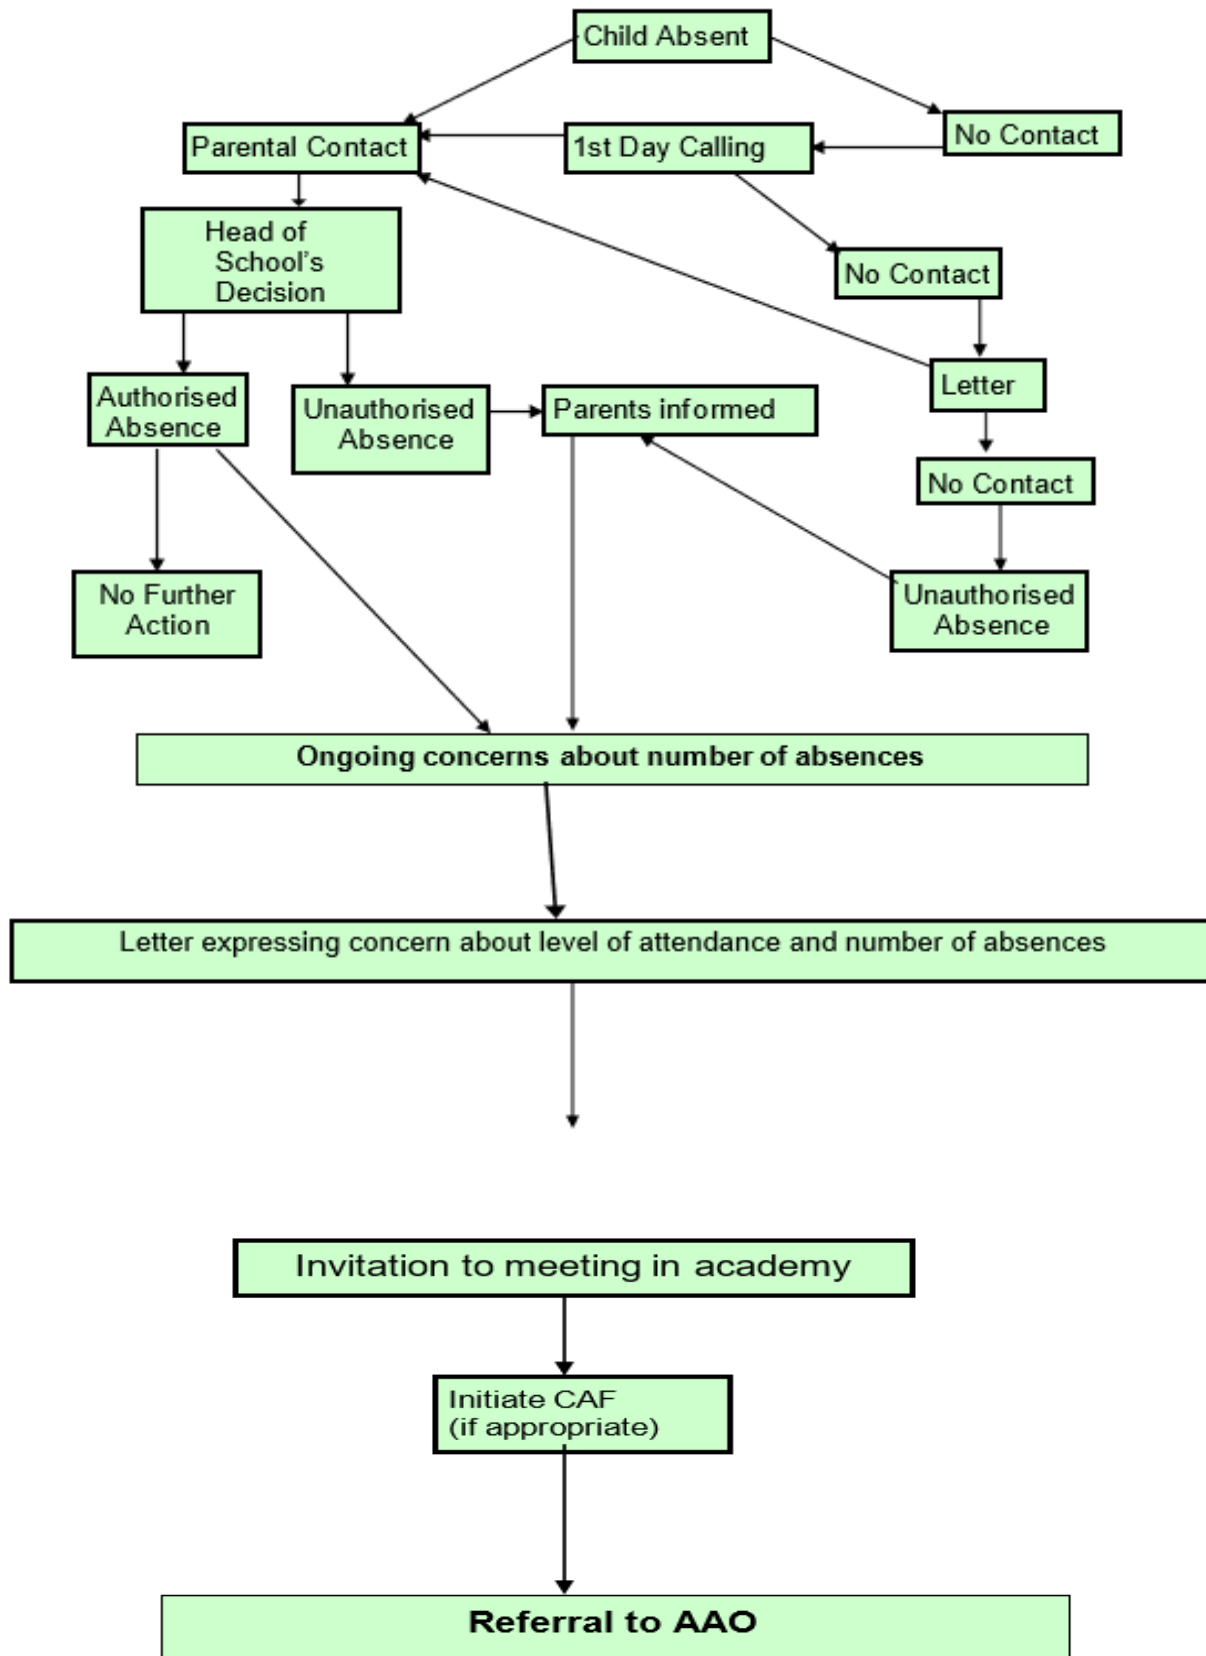 Child Absent
Parental Contact
1st Day Calling
No Contact
Head of
School's
Decision
No Contact
Authorised
Absence
Unauthorised
Absence
Parents informed
Letter
No Contact
No Further
Action
Unauthorised
Absence
Ongoing concerns about number of absences
Letter expressing concern about level of attendance and number of absences
Invitation to meeting in academy
Initiate CAF
(if appropriate)
Referral to AAO